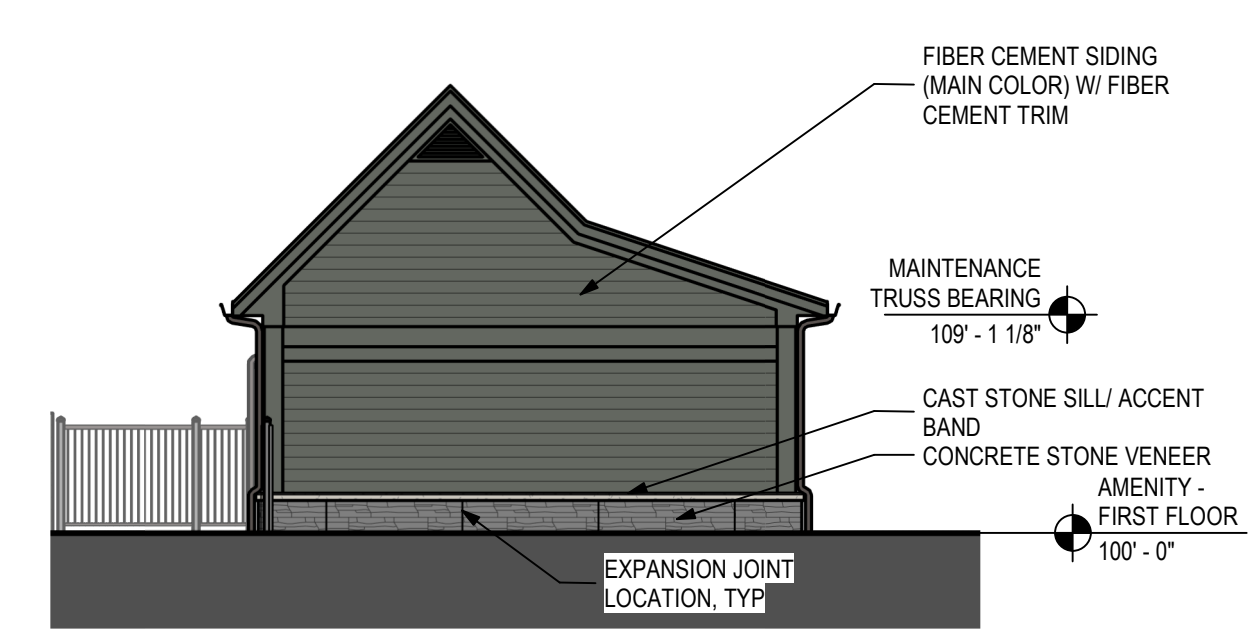 FIBER CEMENT SIDING
(MAIN COLOR) W/ FIBER
CEMENT TRIM
MAINTENANCE
TRUSS BEARING
109' - 1 1/8"
CAST STONE SILL/ ACCENT
BAND
CONCRETE STONE VENEER
AMENITY -
FIRST FLOOR
100' - 0"
EXPANSION JOINT
LOCATION, TYP